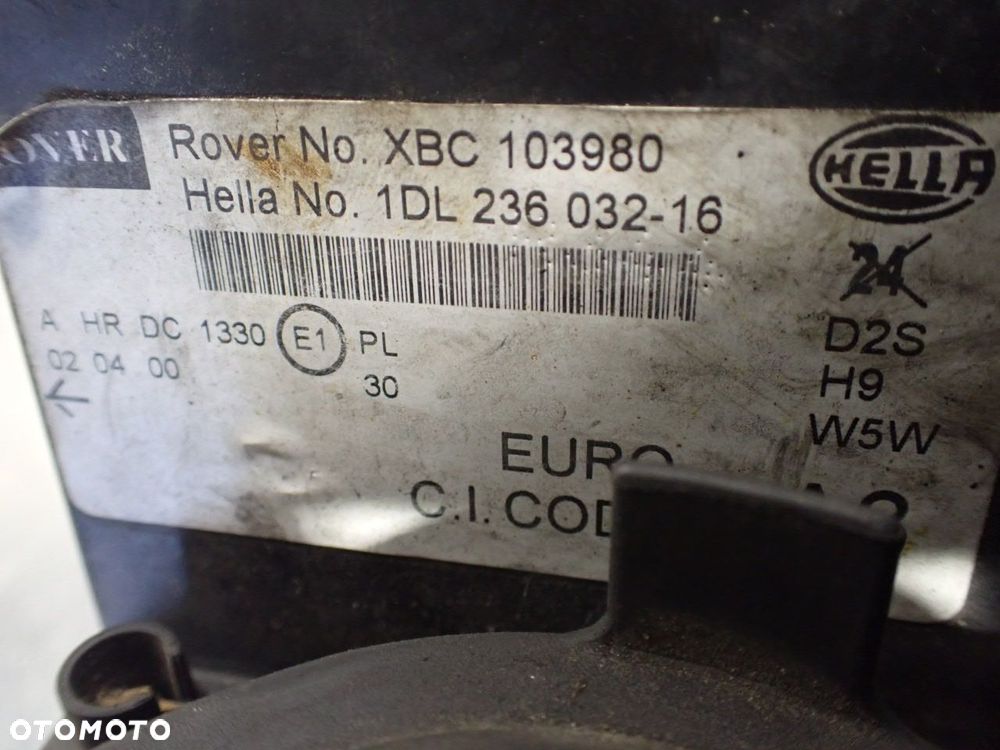 ROVER
Rover No. XBC 103980
Hella No. 1DL 236 032-16
HELLA
24
A HR DC 1330 E1 PL
02 04 00 30
D2S
H9
W5W
EURO
C.I.
OTOMOTO